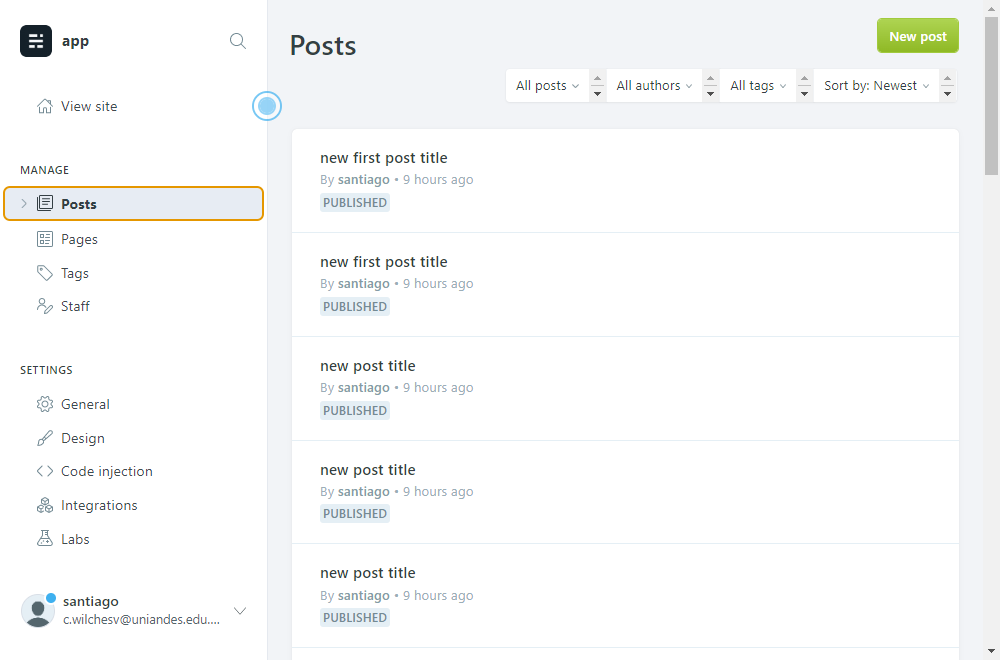 app
View site
MANAGE
Posts
Pages
Tags
Staff
SETTINGS
General
Design
Code injection
Integrations
Labs
santiago
c.wilchesv@uniandes.edu....
Posts
New post
All posts
All authors
All tags
Sort by: Newest
new first post title
By santiago • 9 hours ago
PUBLISHED
new first post title
By santiago • 9 hours ago
PUBLISHED
new post title
By santiago • 9 hours ago
PUBLISHED
new post title
By santiago • 9 hours ago
PUBLISHED
new post title
By santiago • 9 hours ago
PUBLISHED